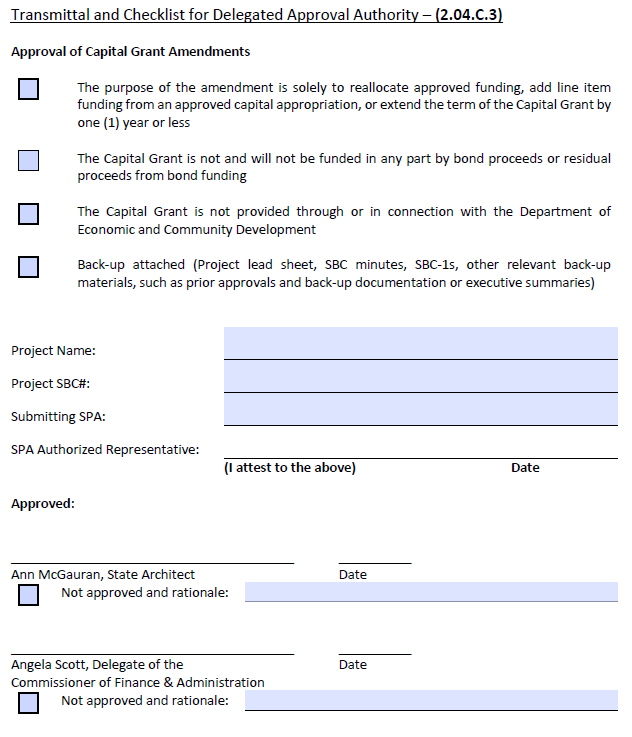 Transmittal and Checklist for Delegated Approval Authority – (2.04.C.3)
Approval of Capital Grant Amendments
The purpose of the amendment is solely to reallocate approved funding, add line item
funding from an approved capital appropriation, or extend the term of the Capital Grant by
one (1) year or less
The Capital Grant is not and will not be funded in any part by bond proceeds or residual
proceeds from bond funding
The Capital Grant is not provided through or in connection with the Department of
Economic and Community Development
Back-up attached (Project lead sheet, SBC minutes, SBC-1s, other relevant back-up
materials, such as prior approvals and back-up documentation or executive summaries)
Project Name:
Project SBC#:
Submitting SPA:
SPA Authorized Representative:
(I attest to the above) Date
Approved:
Ann McGauran, State Architect Date
Not approved and rationale:
Angela Scott, Delegate of the Date
Commissioner of Finance & Administration
Not approved and rationale: